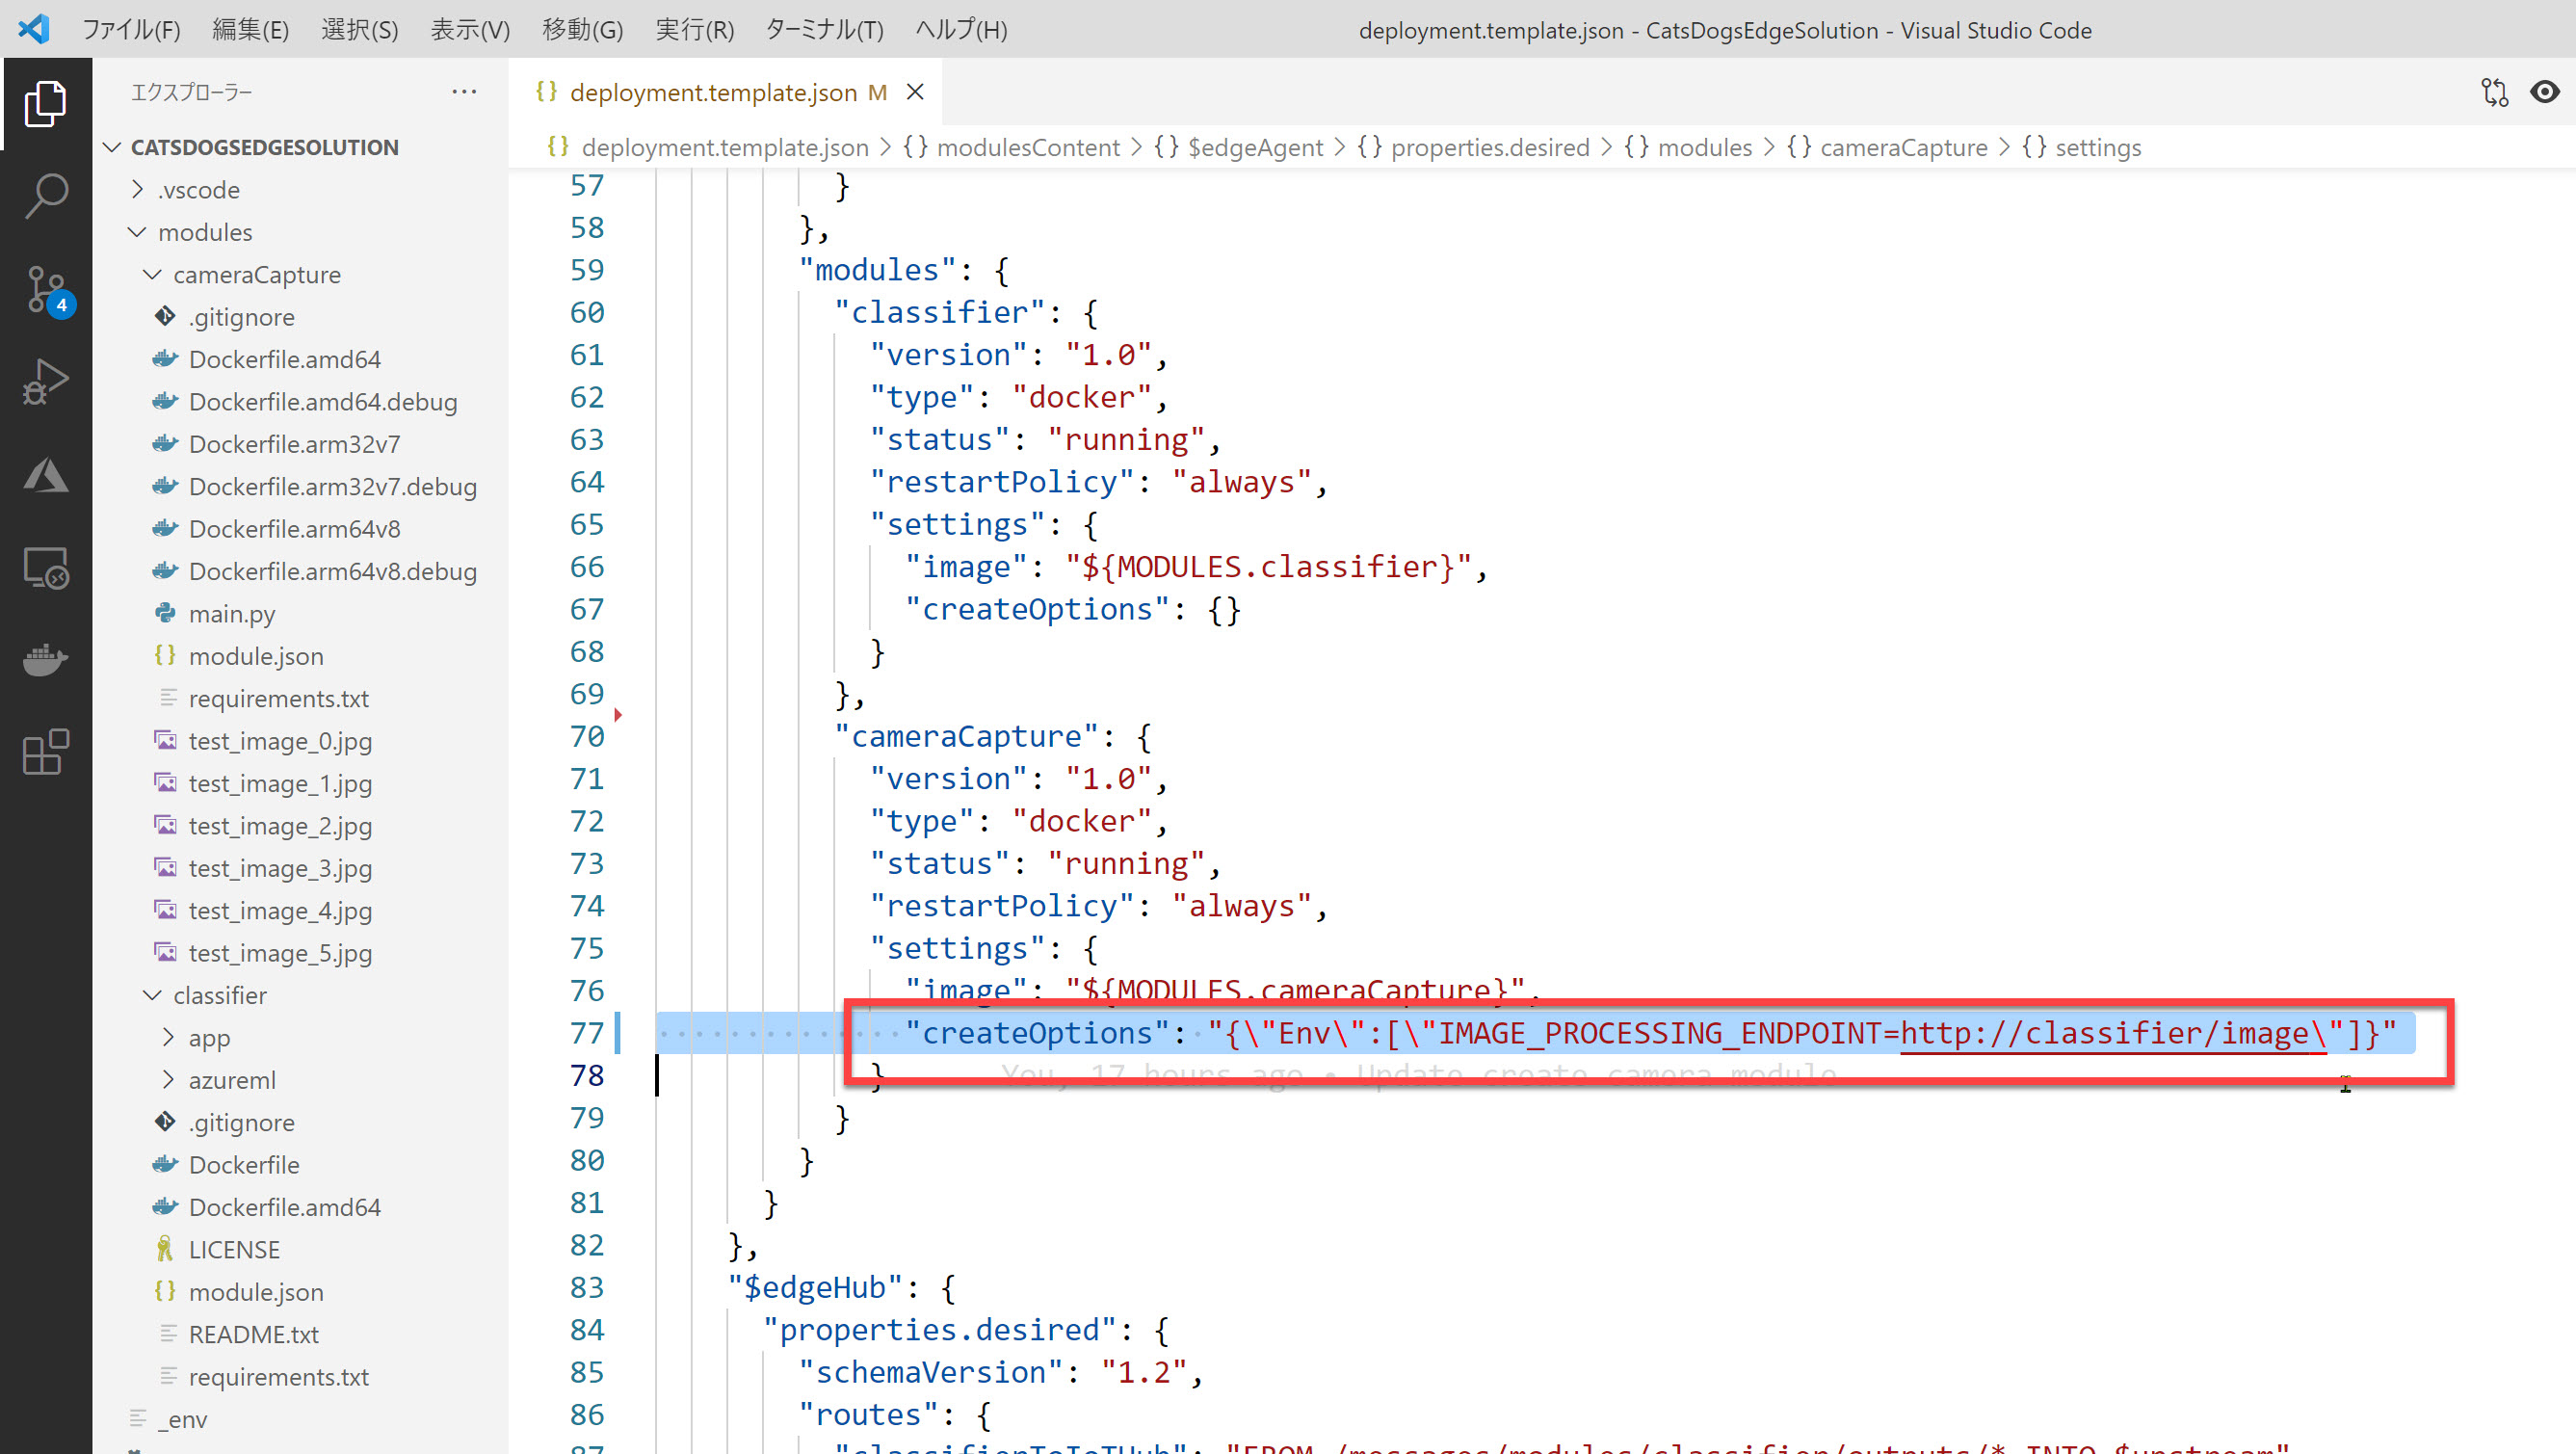 ファイル(F) 編集(E) 選択(S) 表示(V) 移動(G) 実行(R) ターミナル(T) ヘルプ(H) deployment.template.json - CatsDogsEdgeSolution - Visual Studio Code
エクスプローラー ···
CATSDOGSEDGESOLUTION
.vscode
modules
cameraCapture
.gitignore
Dockerfile.amd64
Dockerfile.amd64.debug
Dockerfile.arm32v7
Dockerfile.arm32v7.debug
Dockerfile.arm64v8
Dockerfile.arm64v8.debug
main.py
{} module.json
requirements.txt
test_image_0.jpg
test_image_1.jpg
test_image_2.jpg
test_image_3.jpg
test_image_4.jpg
test_image_5.jpg
classifier
app
azureml
.gitignore
Dockerfile
Dockerfile.amd64
LICENSE
{} module.json
README.txt
requirements.txt
_env
4
{} deployment.template.json M
{} deployment.template.json > {} modulesContent > {} $edgeAgent > {} properties.desired > {} modules > {} cameraCapture > {} settings
57 }
58 },
59 "modules": {
60 "classifier": {
61 "version": "1.0",
62 "type": "docker",
63 "status": "running",
64 "restartPolicy": "always",
65 "settings": {
66 "image": "${MODULES.classifier}",
67 "createOptions": {}
68 }
69 },
70 "cameraCapture": {
71 "version": "1.0",
72 "type": "docker",
73 "status": "running",
74 "restartPolicy": "always",
75 "settings": {
76 "image": "${MODULES.cameraCapture}",
77 "createOptions": "{\"Env\":[\"IMAGE_PROCESSING_ENDPOINT=http://classifier/image\"]}"
78 } You, 17 hours ago • Update create camera module
79 }
80 }
81 }
82 },
83 "$edgeHub": {
84 "properties.desired": {
85 "schemaVersion": "1.2",
86 "routes": {
87 "classifierToIoTHub": "FROM /messages/modules/classifier/outputs/* INTO $upstream"